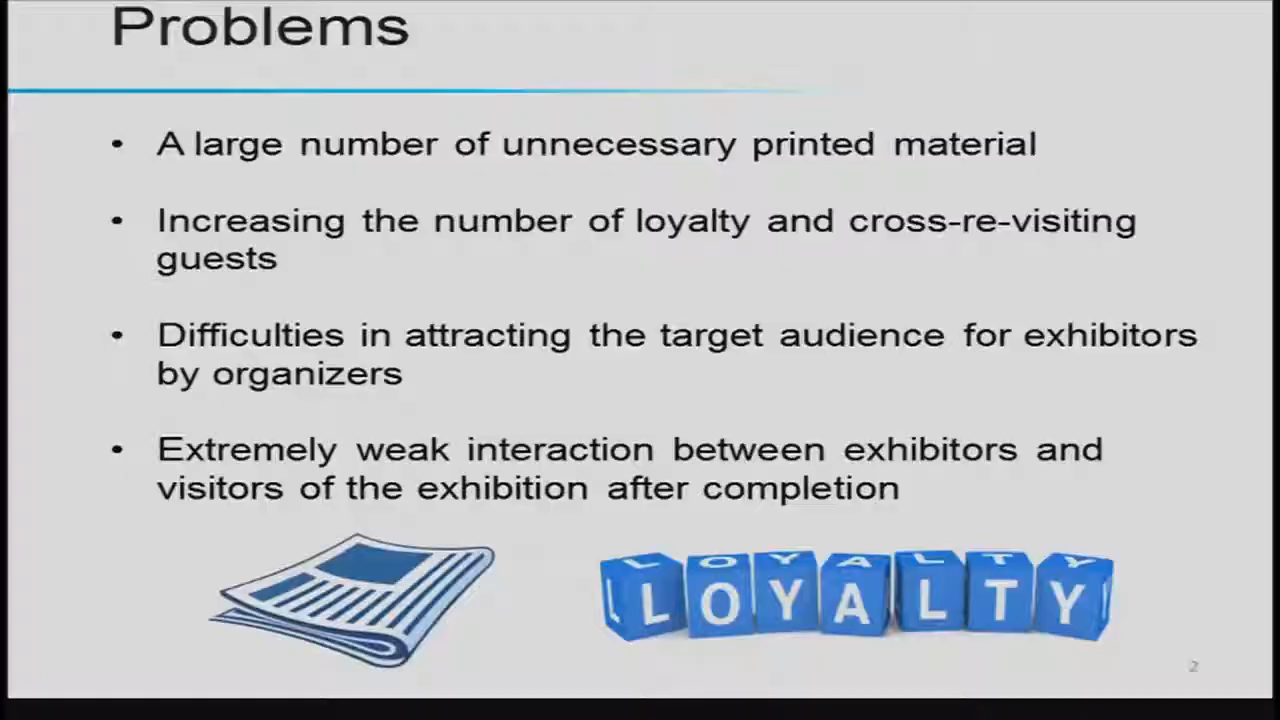 Problems
• A large number of unnecessary printed material
• Increasing the number of loyalty and cross-re-visiting
guests
• Difficulties in attracting the target audience for exhibitors
by organizers
• Extremely weak interaction between exhibitors and
visitors of the exhibition after completion
LOYALTY
LOYALTY
2